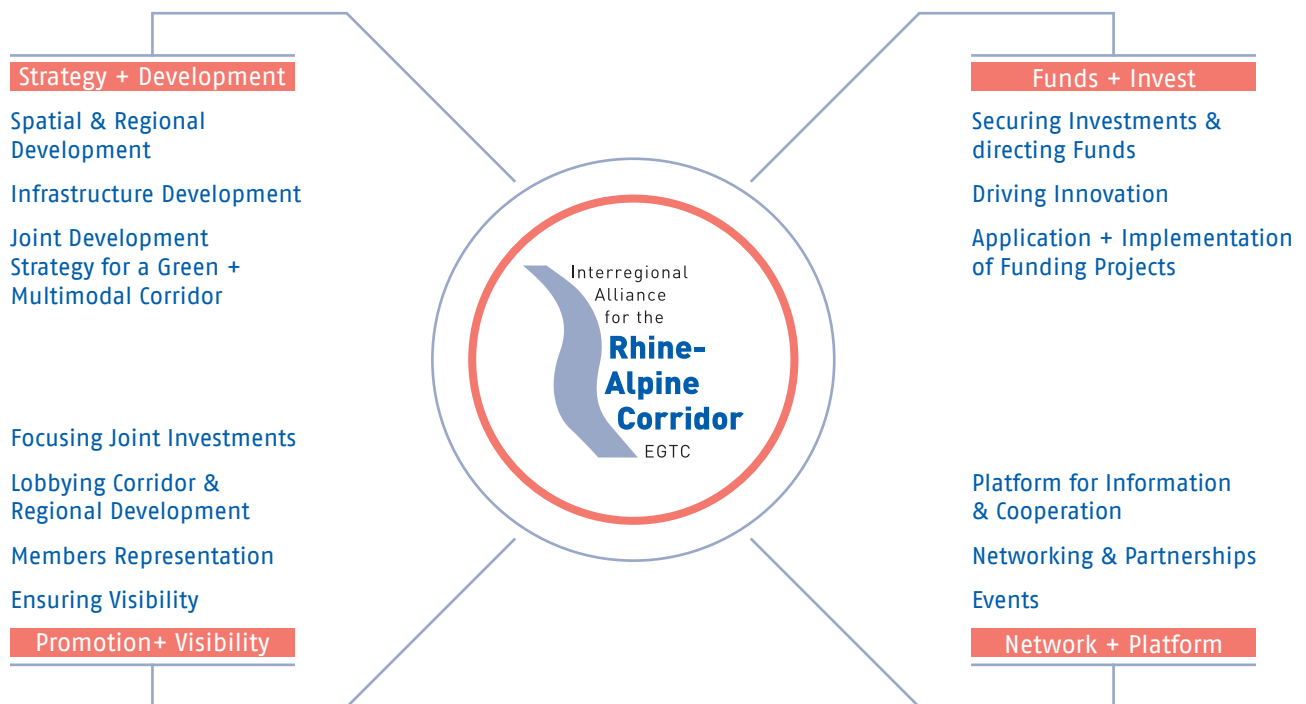 Strategy + Development
Spatial & Regional
Development
Infrastructure Development
Joint Development
Strategy for a Green +
Multimodal Corridor
Funds + Invest
Securing Investments &
directing Funds
Driving Innovation
Application + Implementation
of Funding Projects
Interregional
Alliance
for the
Rhine-
Alpine
Corridor
EGTC
Focusing Joint Investments
Lobbying Corridor &
Regional Development
Members Representation
Ensuring Visibility
Promotion+ Visibility
Platform for Information
& Cooperation
Networking & Partnerships
Events
Network + Platform